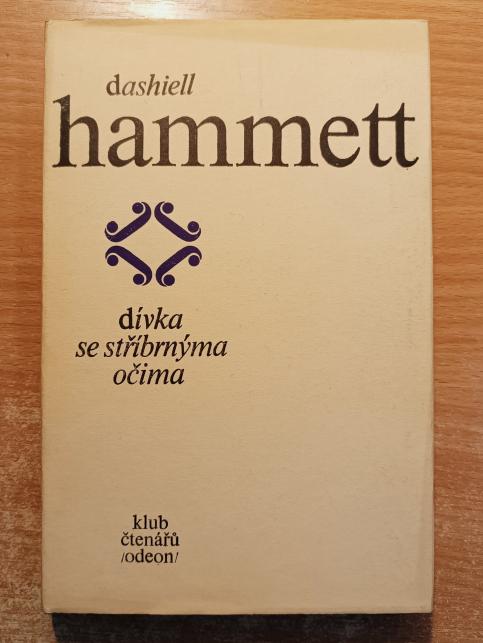 dashiell
hammett
dívka
se stříbrnýma
očima
klub
čtenářů
/odeon/